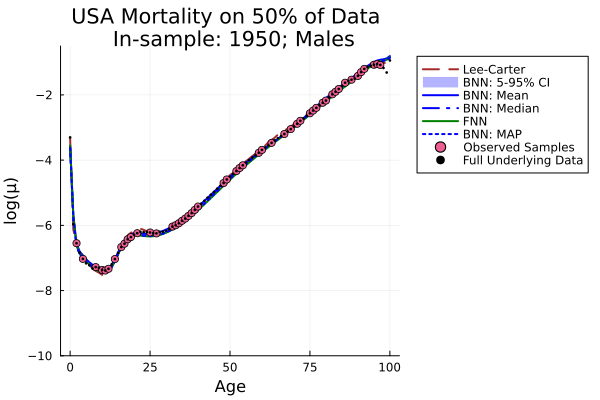 USA Mortality on 50% of Data
In-sample: 1950; Males
Lee-Carter
BNN: 5-95% CI
BNN: Mean
BNN: Median
FNN
BNN: MAP
Observed Samples
Full Underlying Data
log(μ)
−2
−4
−6
−8
−10
0
25
50
75
100
Age